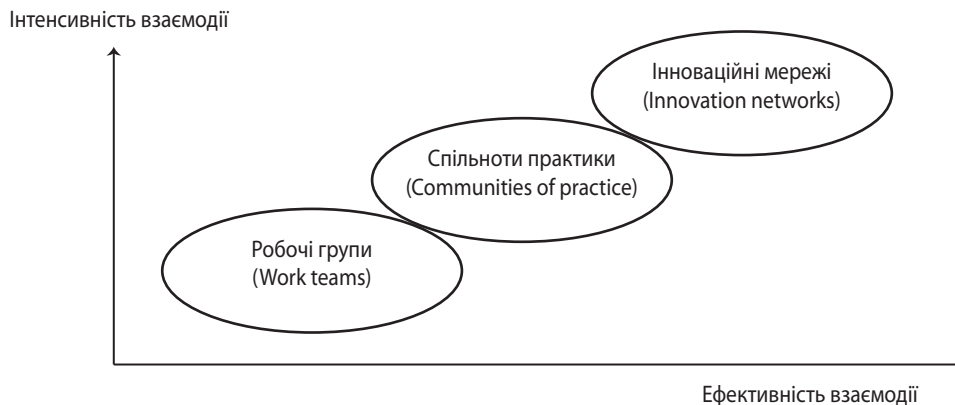 Інтенсивність взаємодії
Інноваційні мережі
(Innovation networks)
Спільноти практики
(Communities of practice)
Робочі групи
(Work teams)
Ефективність взаємодії